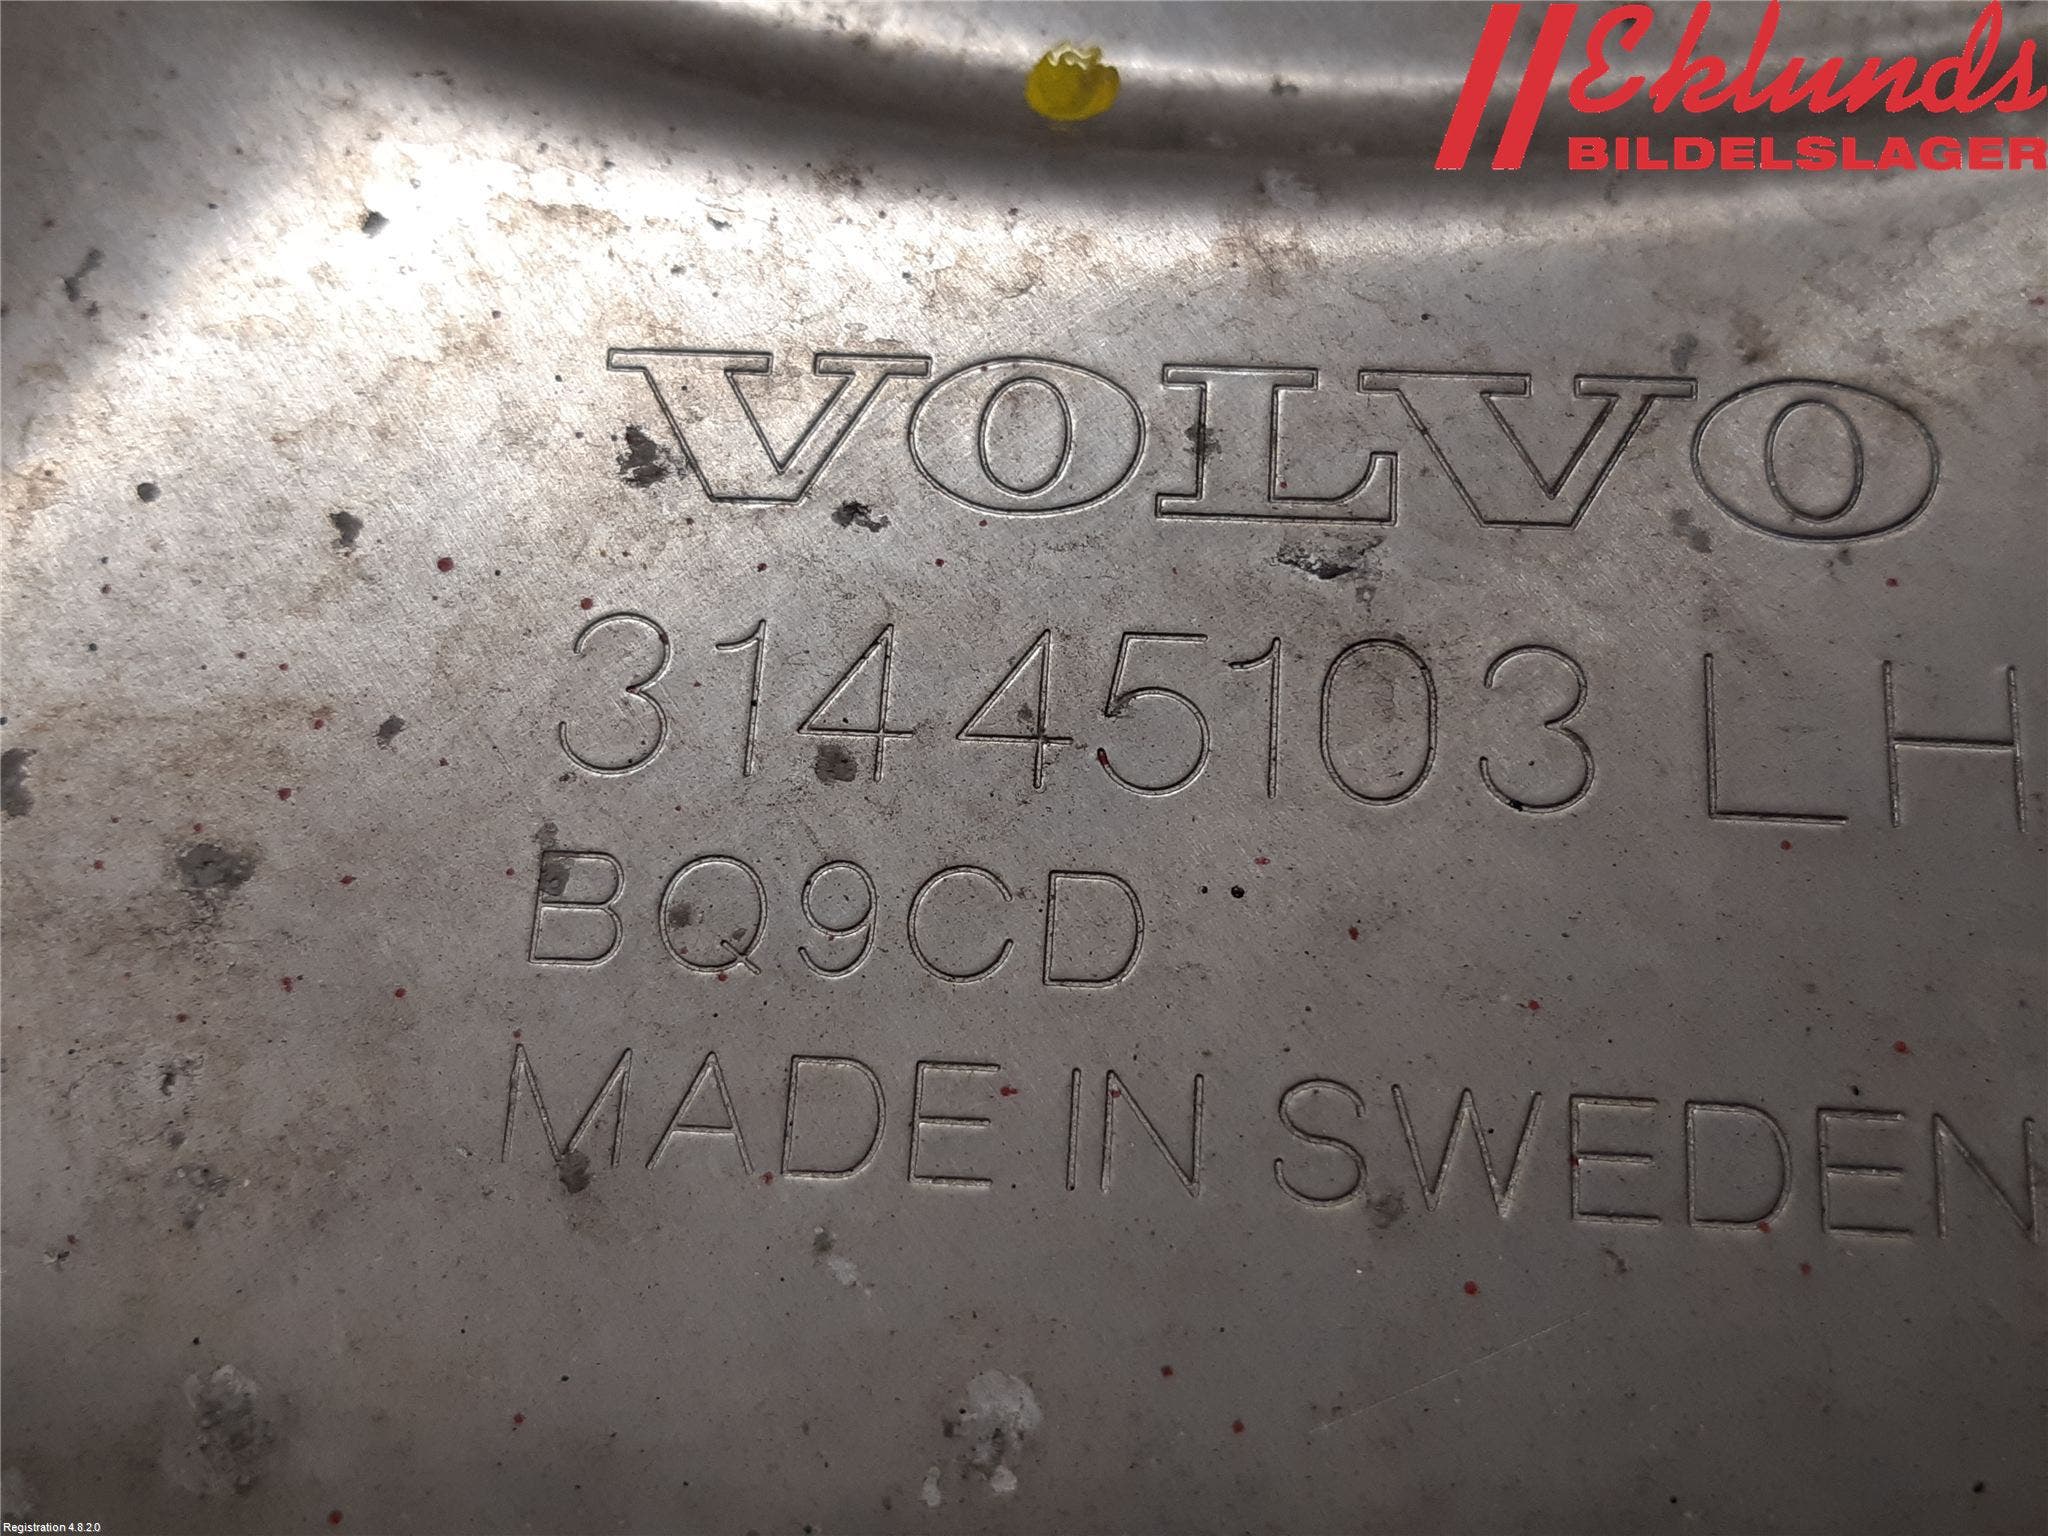 Eklunds
BILDELSLAGER
VOLVO
31445103 LH
BQ9CD
MADE IN SWEDEN
Registration 4.8.2.0